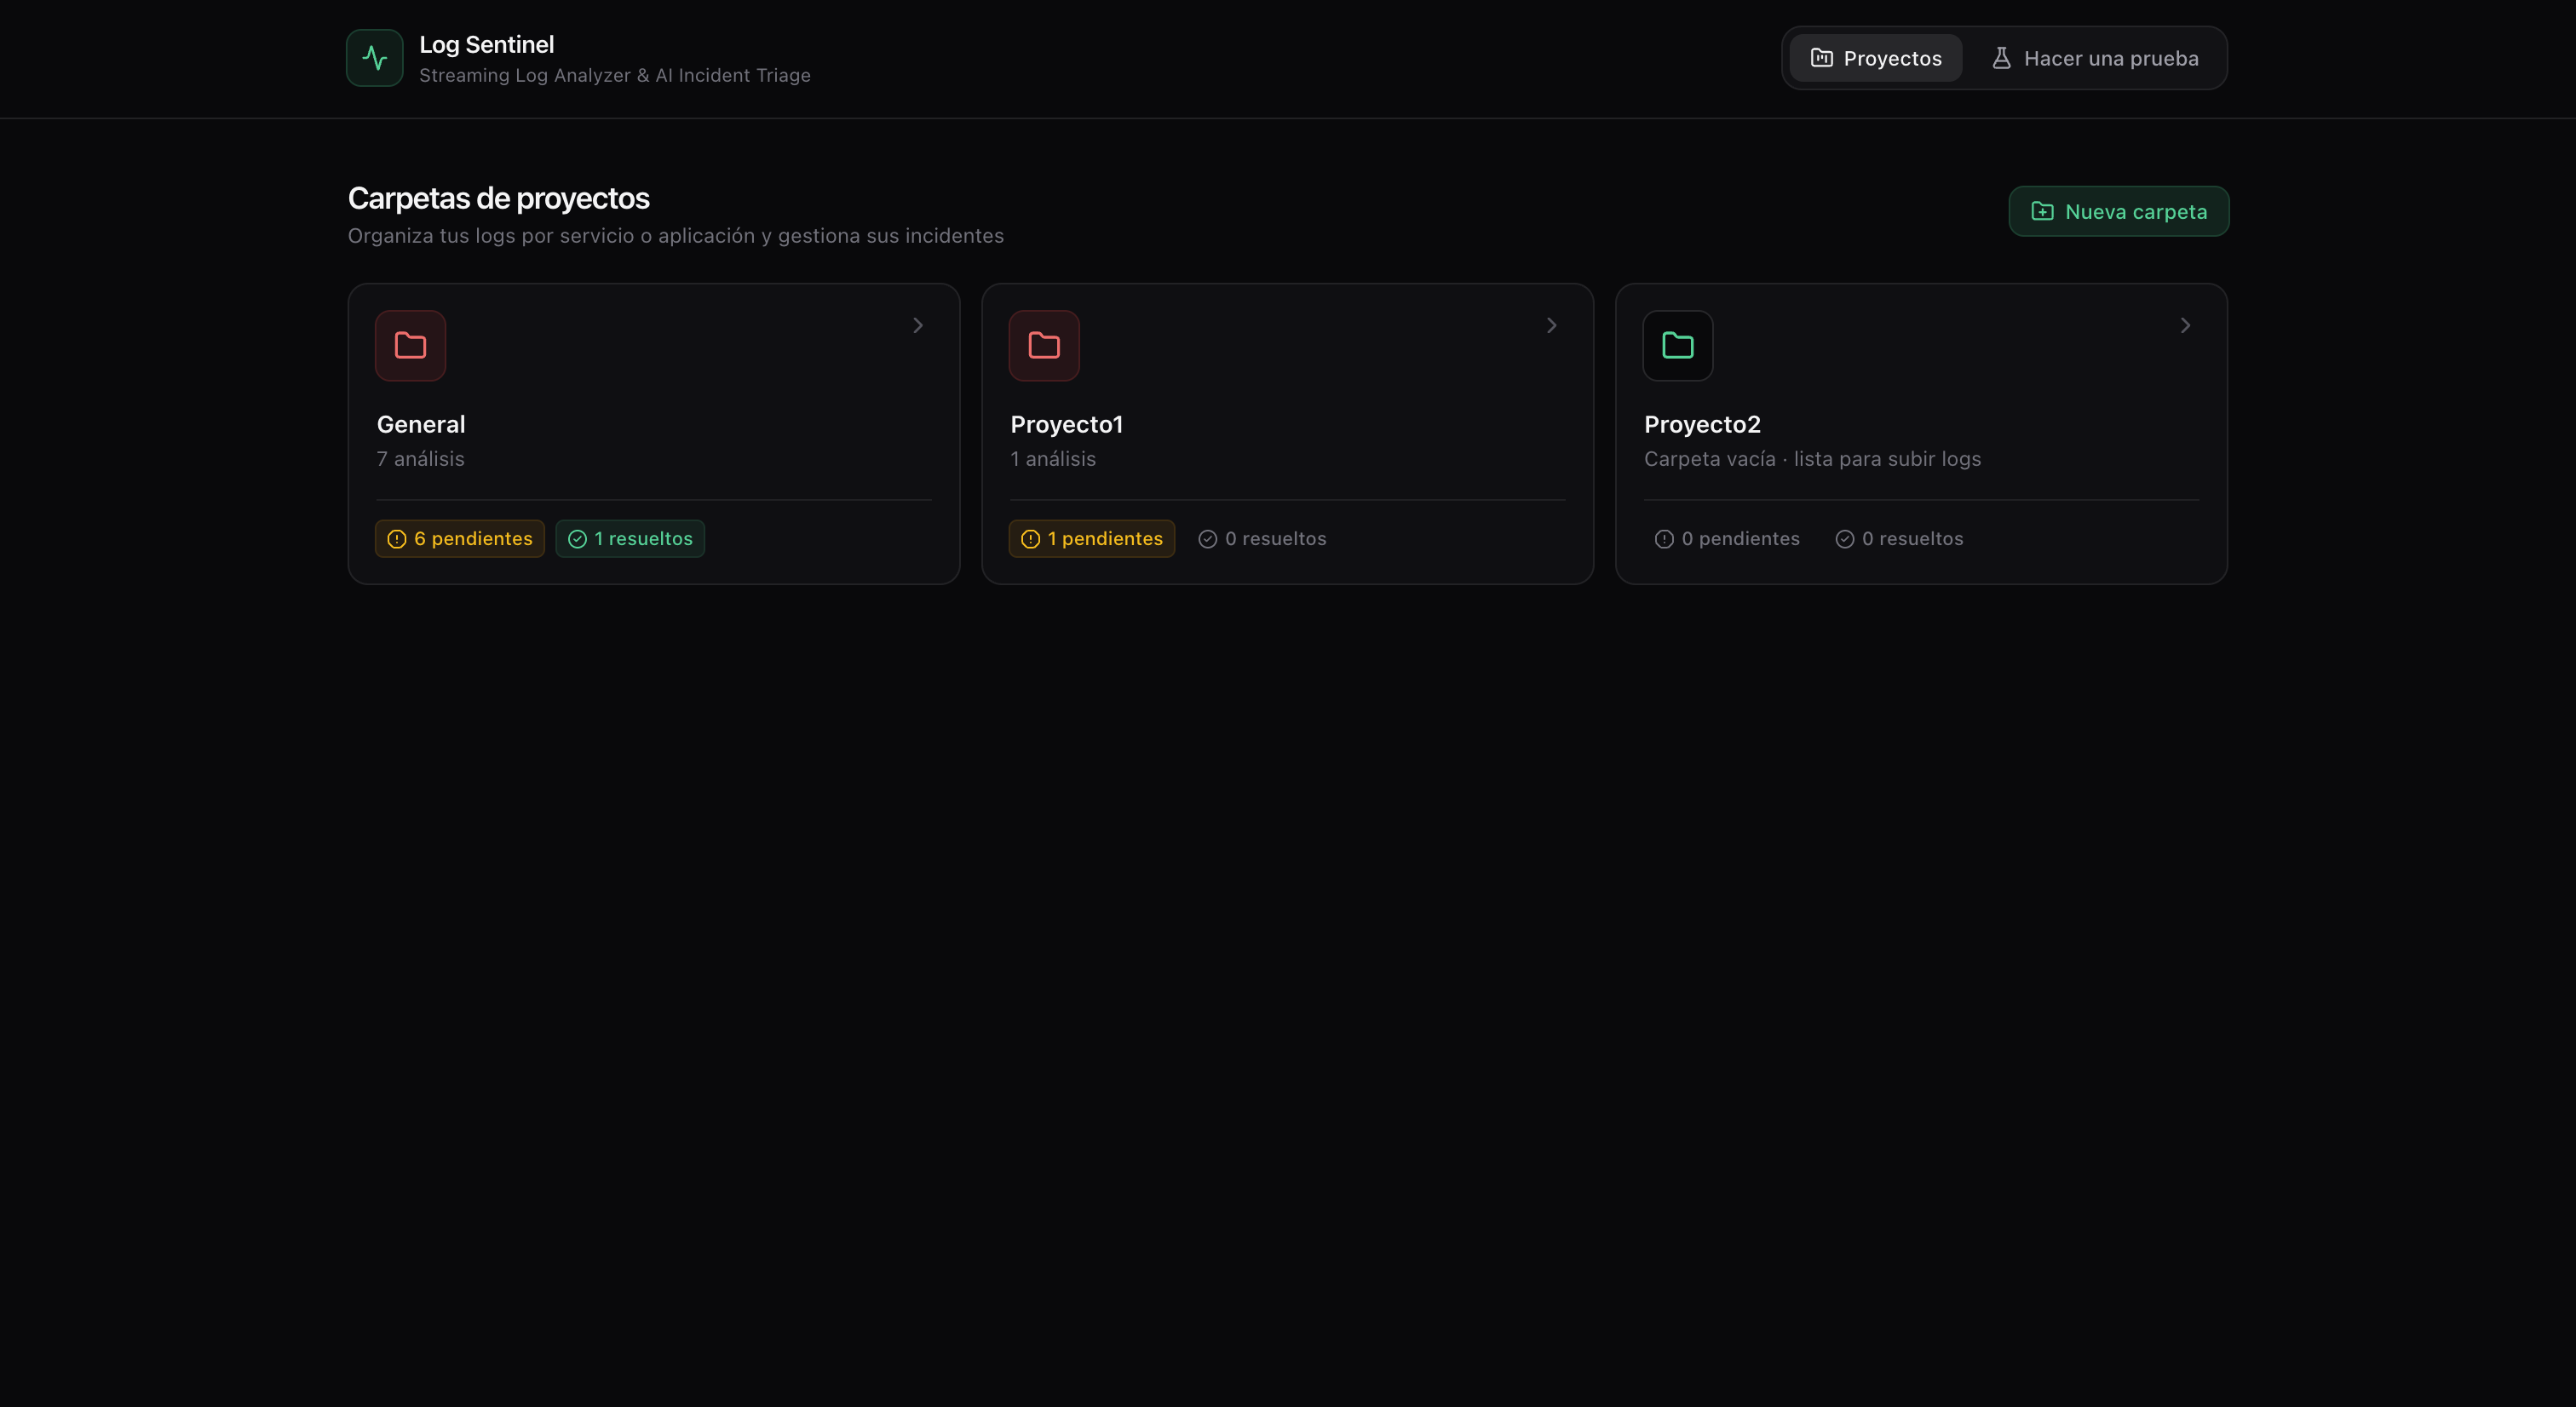 Log Sentinel
Streaming Log Analyzer & AI Incident Triage
Proyectos
Hacer una prueba
Carpetas de proyectos
Organiza tus logs por servicio o aplicación y gestiona sus incidentes
Nueva carpeta
General
7 análisis
6 pendientes
1 resueltos
Proyecto1
1 análisis
1 pendientes
0 resueltos
Proyecto2
Carpeta vacía · lista para subir logs
0 pendientes
0 resueltos